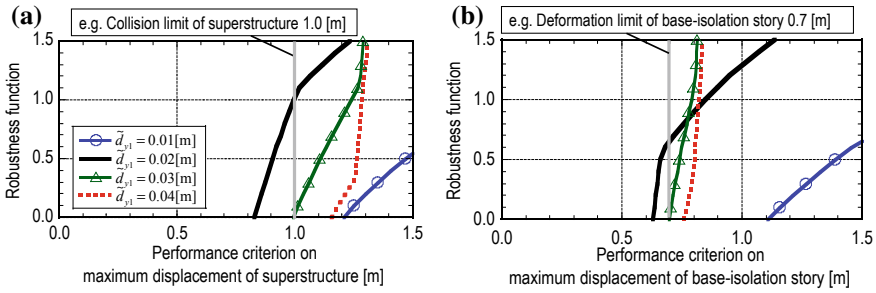 (a)
e.g. Collision limit of superstructure 1.0 [m]
1.5
1.0
0.5
0.0
Robustness function
d̃y1 = 0.01[m]
d̃y1 = 0.02[m]
d̃y1 = 0.03[m]
d̃y1 = 0.04[m]
0.0 0.5 1.0 1.5
Performance criterion on
maximum displacement of superstructure [m]
(b)
e.g. Deformation limit of base-isolation story 0.7 [m]
1.5
1.0
0.5
0.0
Robustness function
0.0 0.5 1.0 1.5
Performance criterion on
maximum displacement of base-isolation story [m]